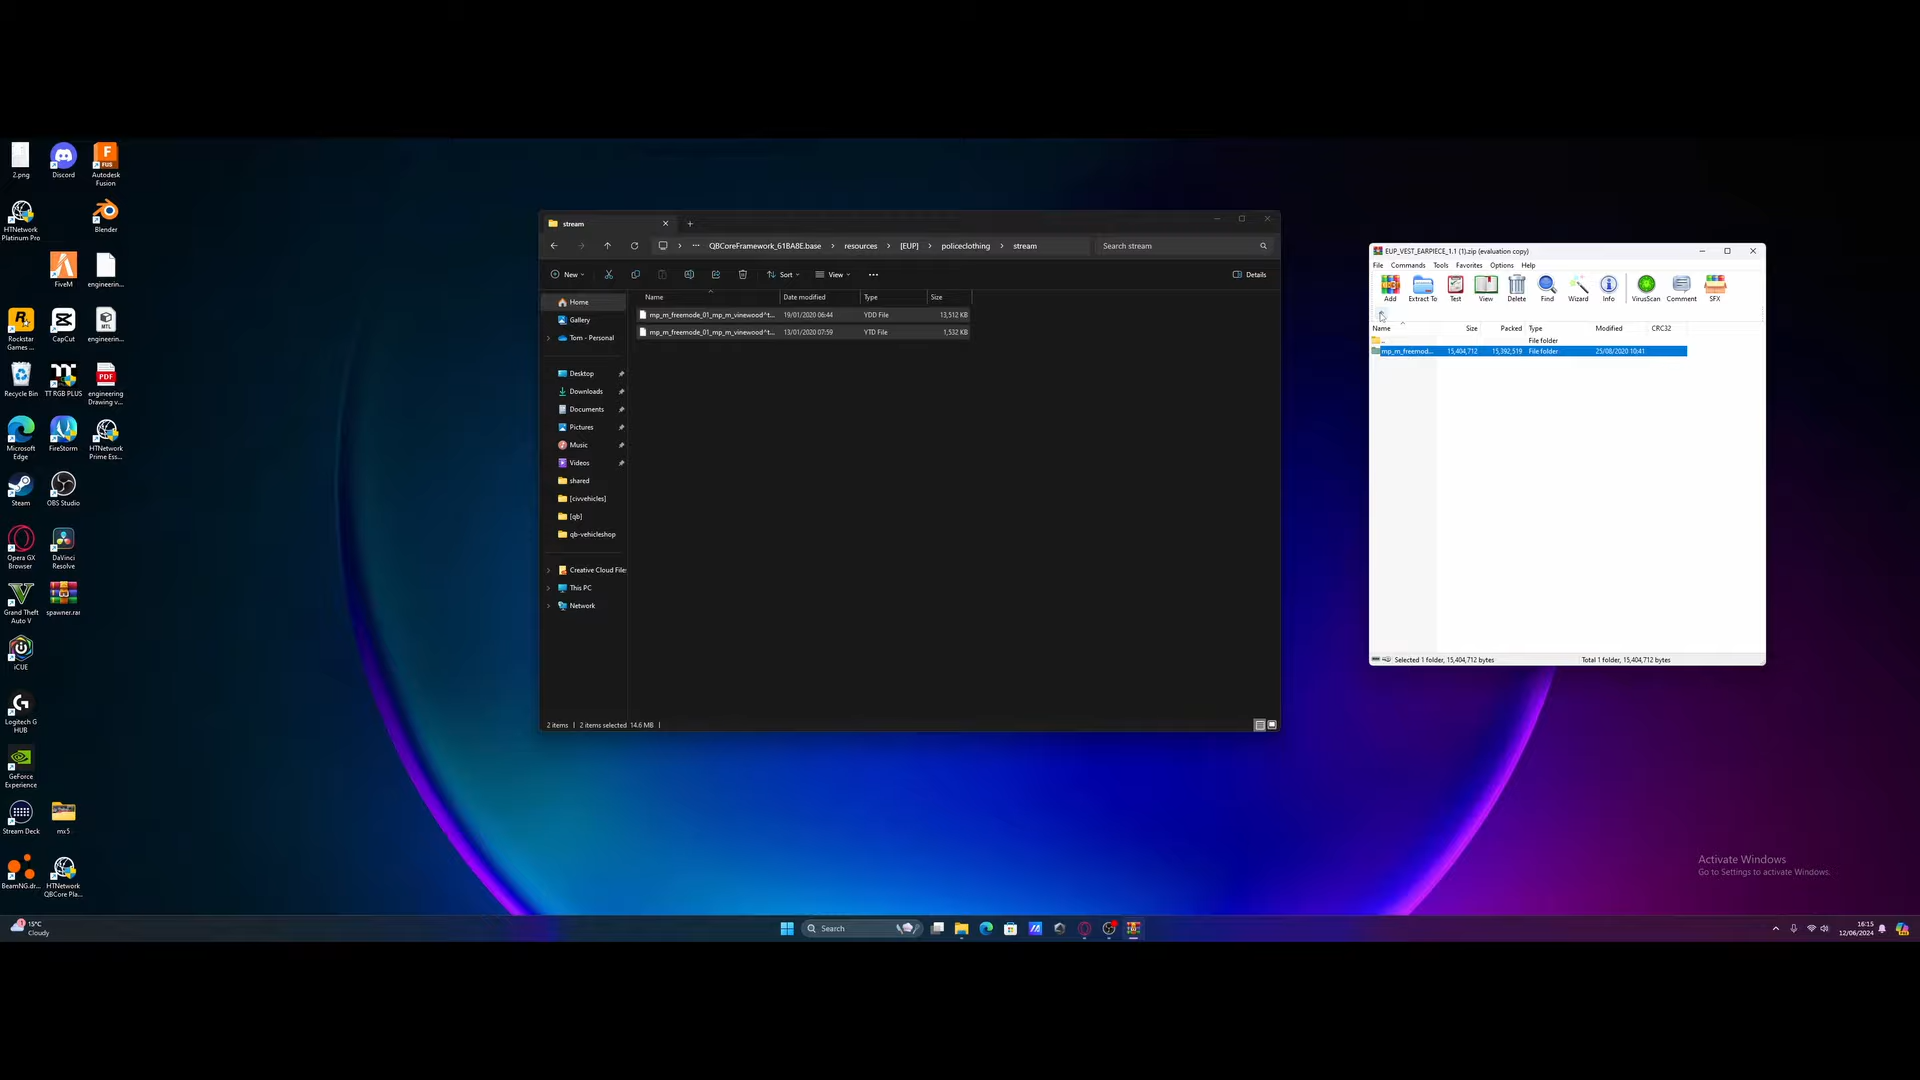 2.png
Discord
Autodesk
Fusion
HTNetwork
Platinum Pro
Blender
FiveM
engineerin...
Rockstar
Games ...
CapCut
engineerin...
Recycle Bin
TT RGB PLUS
engineering
Drawing v...
Microsoft
Edge
FireStorm
HTNetwork
Prime Ess...
Steam
OBS Studio
Opera GX
Browser
DaVinci
Resolve
Grand Theft
Auto V
spawner.rar
iCUE
Logitech G
HUB
GeForce
Experience
Stream Deck
mx5
BeamNG.dr...
HTNetwork
QBCore Pla...
stream
QBCoreFramework_61BA8E.base > resources > [EUP] > policeclothing > stream
Search stream
New
Sort
View
Details
Name Date modified Type Size
mp_m_freemode_01_mp_m_vinewood^t... 19/01/2020 06:44 YDD File 13,512 KB
mp_m_freemode_01_mp_m_vinewood^t... 13/01/2020 07:59 YTD File 1,532 KB
Home
Gallery
Tom - Personal
Desktop
Downloads
Documents
Pictures
Music
Videos
shared
[civvehicles]
[qb]
qb-vehicleshop
Creative Cloud Files
This PC
Network
2 items | 2 items selected 14.6 MB |
EUP_VEST_EARPIECE_1.1 (1).zip (evaluation copy)
File Commands Tools Favorites Options Help
Add Extract To Test View Delete Find Wizard Info VirusScan Comment SFX
Name Size Packed Type Modified CRC32
.. File folder
mp_m_freemod... 15,404,712 15,392,519 File folder 25/08/2020 10:41
Selected 1 folder, 15,404,712 bytes
Total 1 folder, 15,404,712 bytes
Activate Windows
Go to Settings to activate Windows.
15°C
Cloudy
Search
16:15
12/06/2024